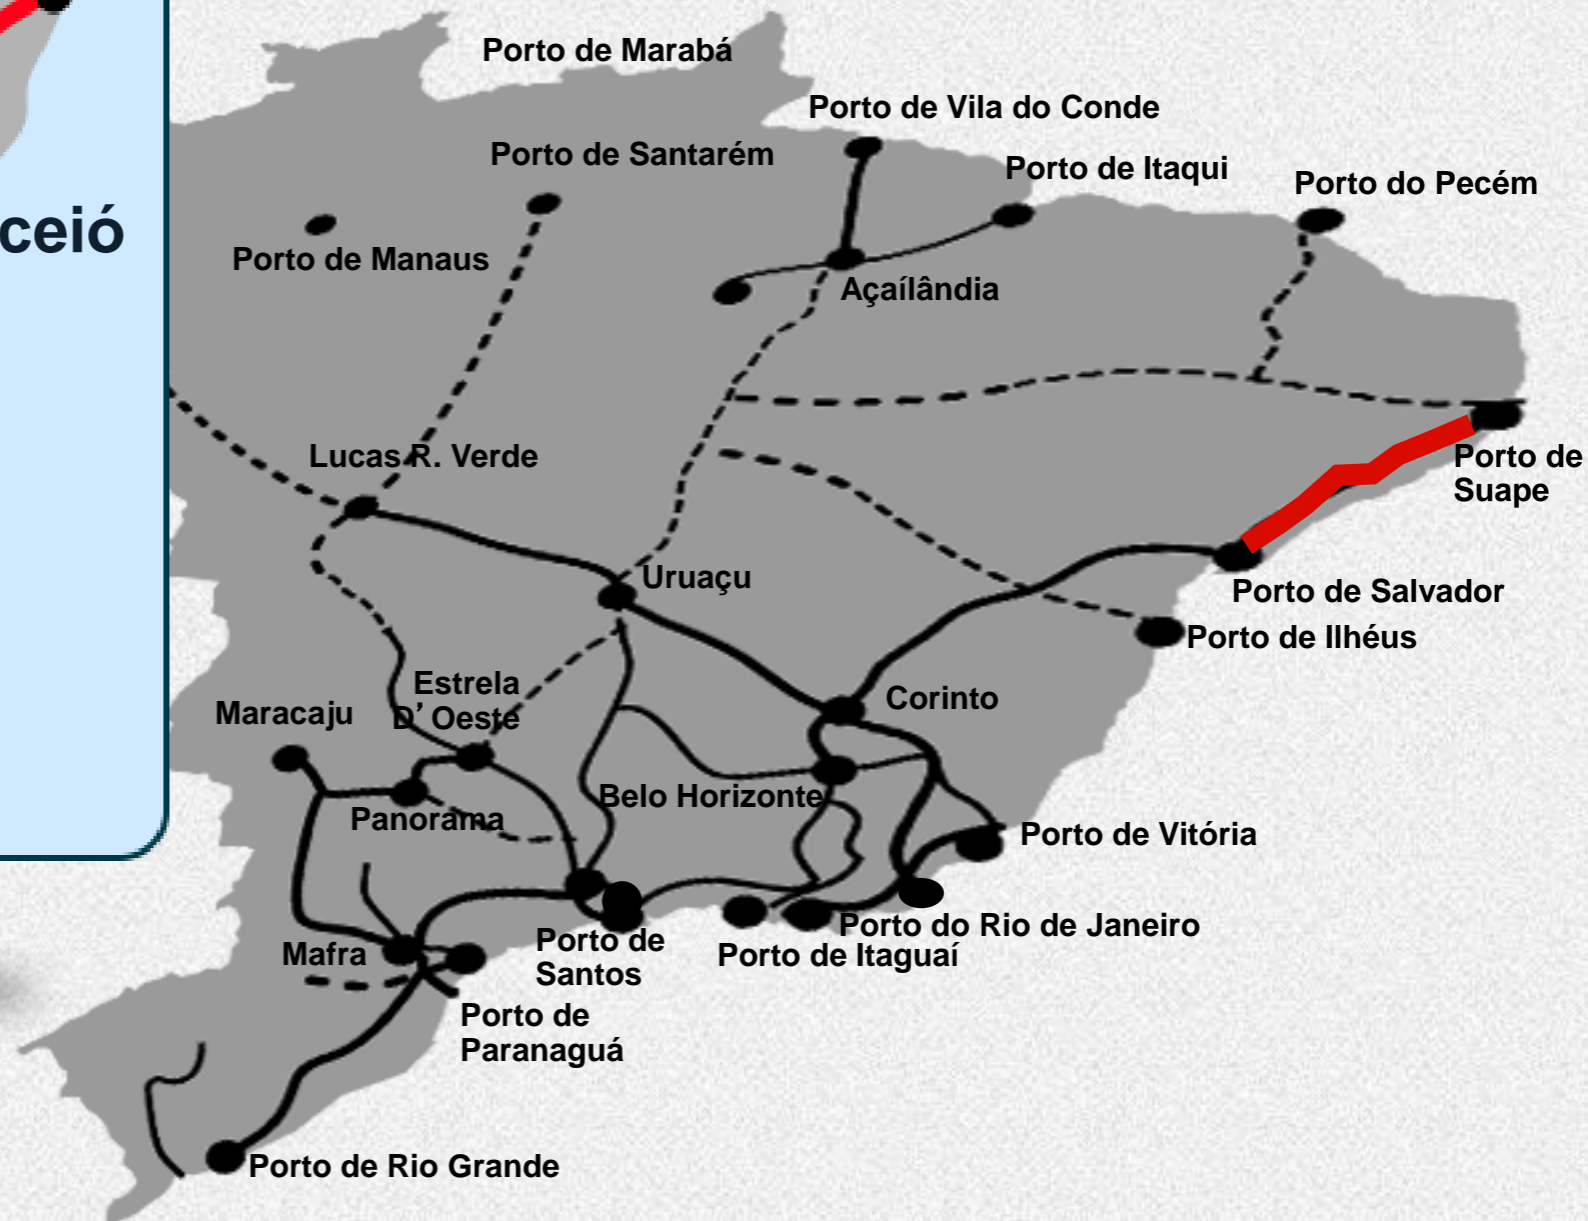 Porto de Marabá
Porto de Vila do Conde
Porto de Santarém
Porto de Itaqui
Porto do Pecém
ceió
Porto de Manaus
Açaílândia
Lucas R. Verde
Porto de
Suape
Uruaçu
Porto de Salvador
Porto de Ilhéus
Estrela
D’Oeste
Maracaju
Corinto
Belo Horizonte
Panorama
Porto de Vitória
Porto do Rio de Janeiro
Mafra
Porto de
Santos
Porto de Itaguaí
Porto de
Paranaguá
Porto de Rio Grande